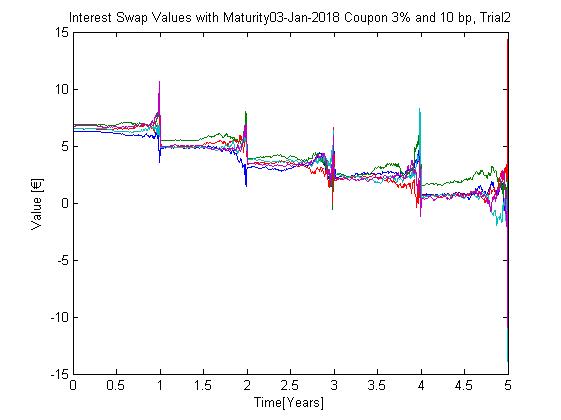 Interest Swap Values with Maturity03-Jan-2018 Coupon 3% and 10 bp, Trial2
15
10
5
0
-5
-10
-15
Value [€]
0 0.5 1 1.5 2 2.5 3 3.5 4 4.5 5
Time[Years]